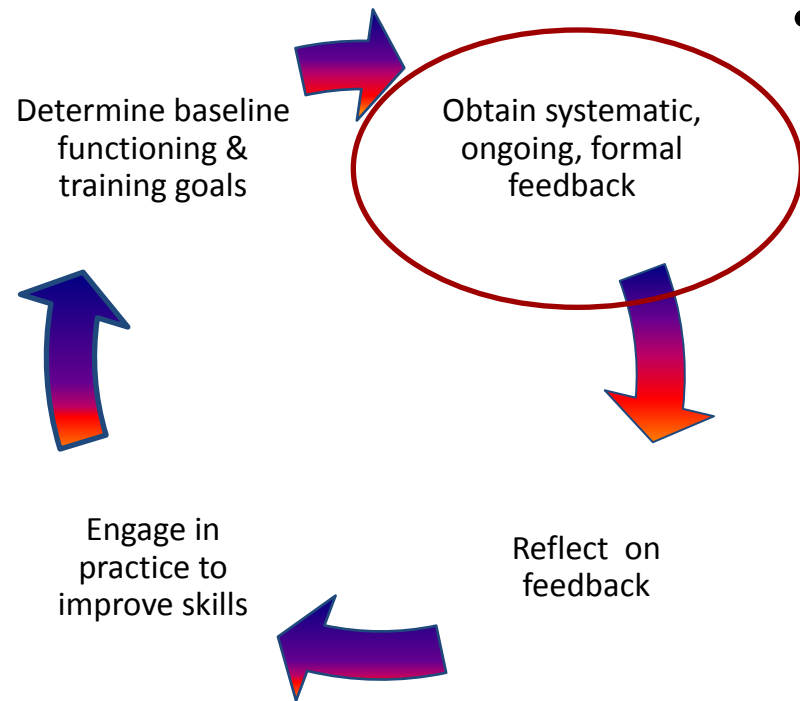 Determine baseline
functioning &
training goals
Obtain systematic,
ongoing, formal
feedback
Reflect on
feedback
Engage in
practice to
improve skills